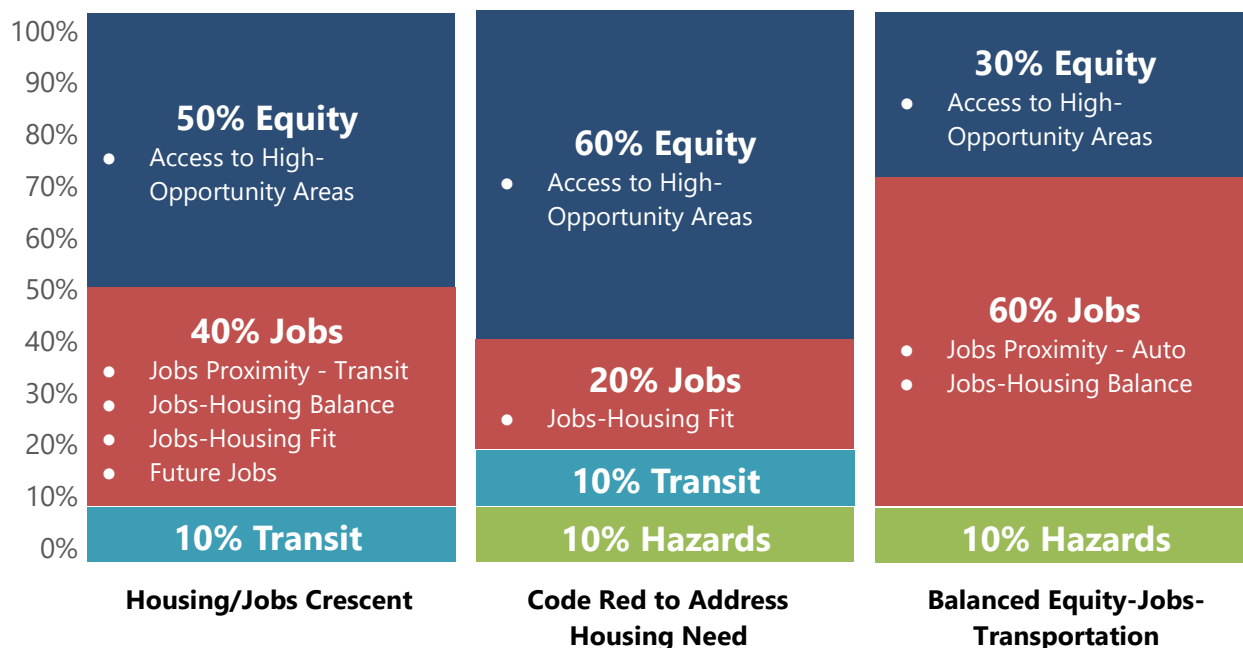 100%
90%
80%
70%
60%
50%
40%
30%
20%
10%
0%
50% Equity
● Access to High-
Opportunity Areas
40% Jobs
● Jobs Proximity - Transit
● Jobs-Housing Balance
● Jobs-Housing Fit
● Future Jobs
10% Transit
Housing/Jobs Crescent
60% Equity
● Access to High-
Opportunity Areas
20% Jobs
● Jobs-Housing Fit
10% Transit
10% Hazards
Code Red to Address
Housing Need
30% Equity
● Access to High-
Opportunity Areas
60% Jobs
● Jobs Proximity - Auto
● Jobs-Housing Balance
10% Hazards
Balanced Equity-Jobs-
Transportation